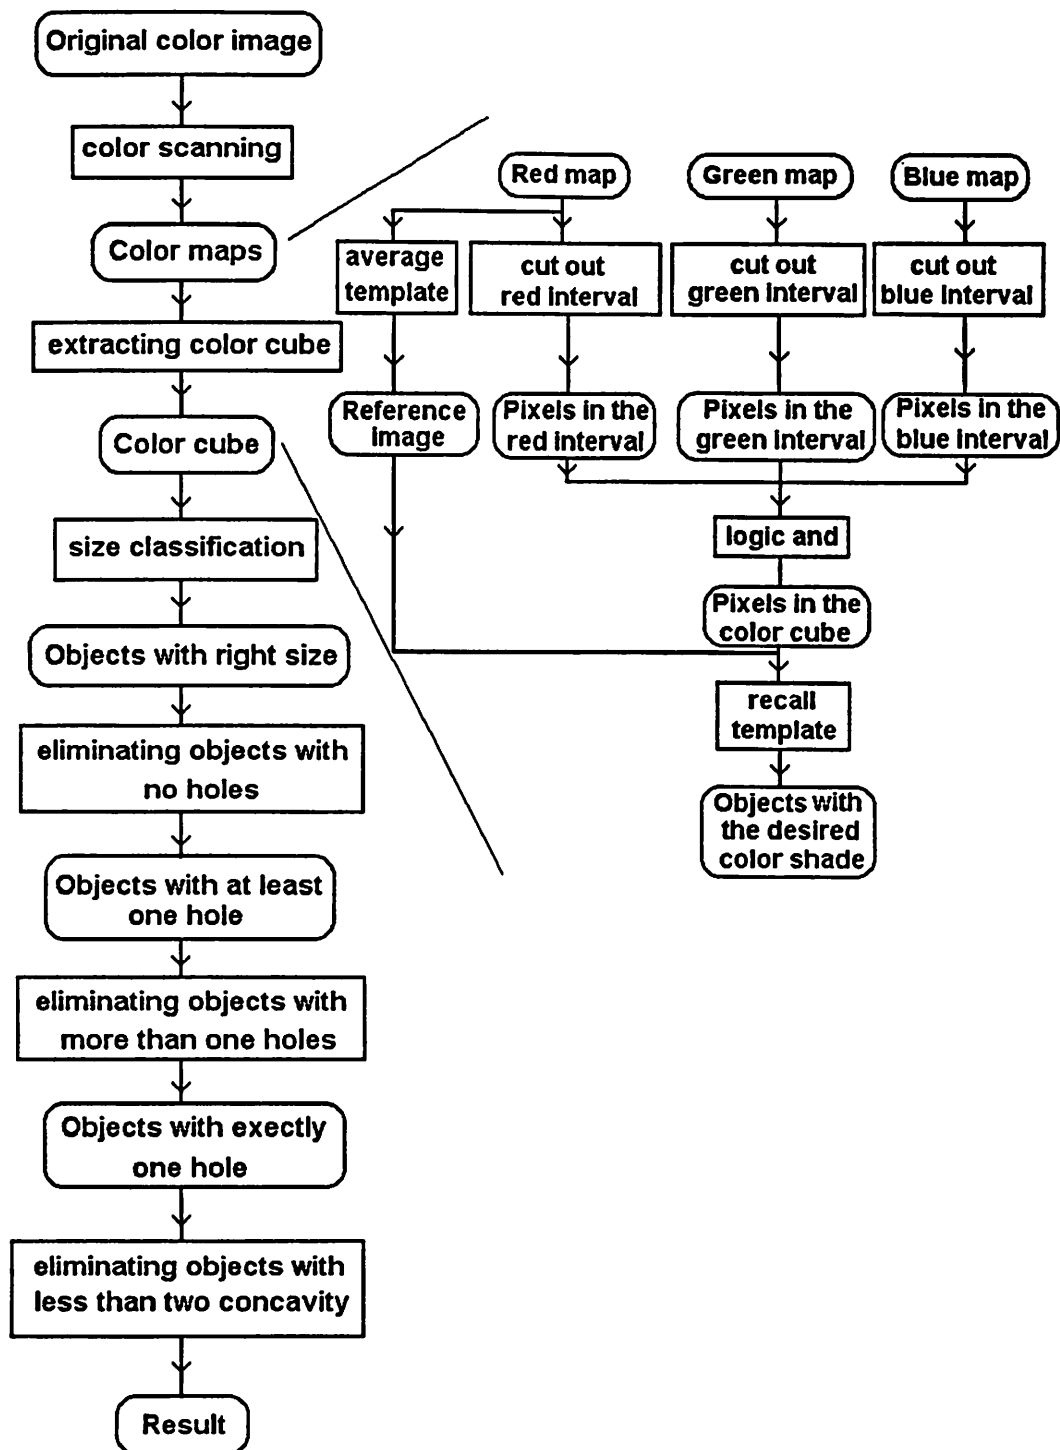 Original color image
color scanning
Color maps
extracting color cube
Color cube
size classification
Objects with right size
eliminating objects with
no holes
Objects with at least
one hole
eliminating objects with
more than one holes
Objects with exectly
one hole
eliminating objects with
less than two concavity
Result
Red map
Green map
Blue map
average
template
cut out
red interval
cut out
green interval
cut out
blue interval
Reference
image
Pixels in the
red interval
Pixels in the
green interval
Pixels in the
blue interval
logic and
Pixels in the
color cube
recall
template
Objects with
the desired
color shade